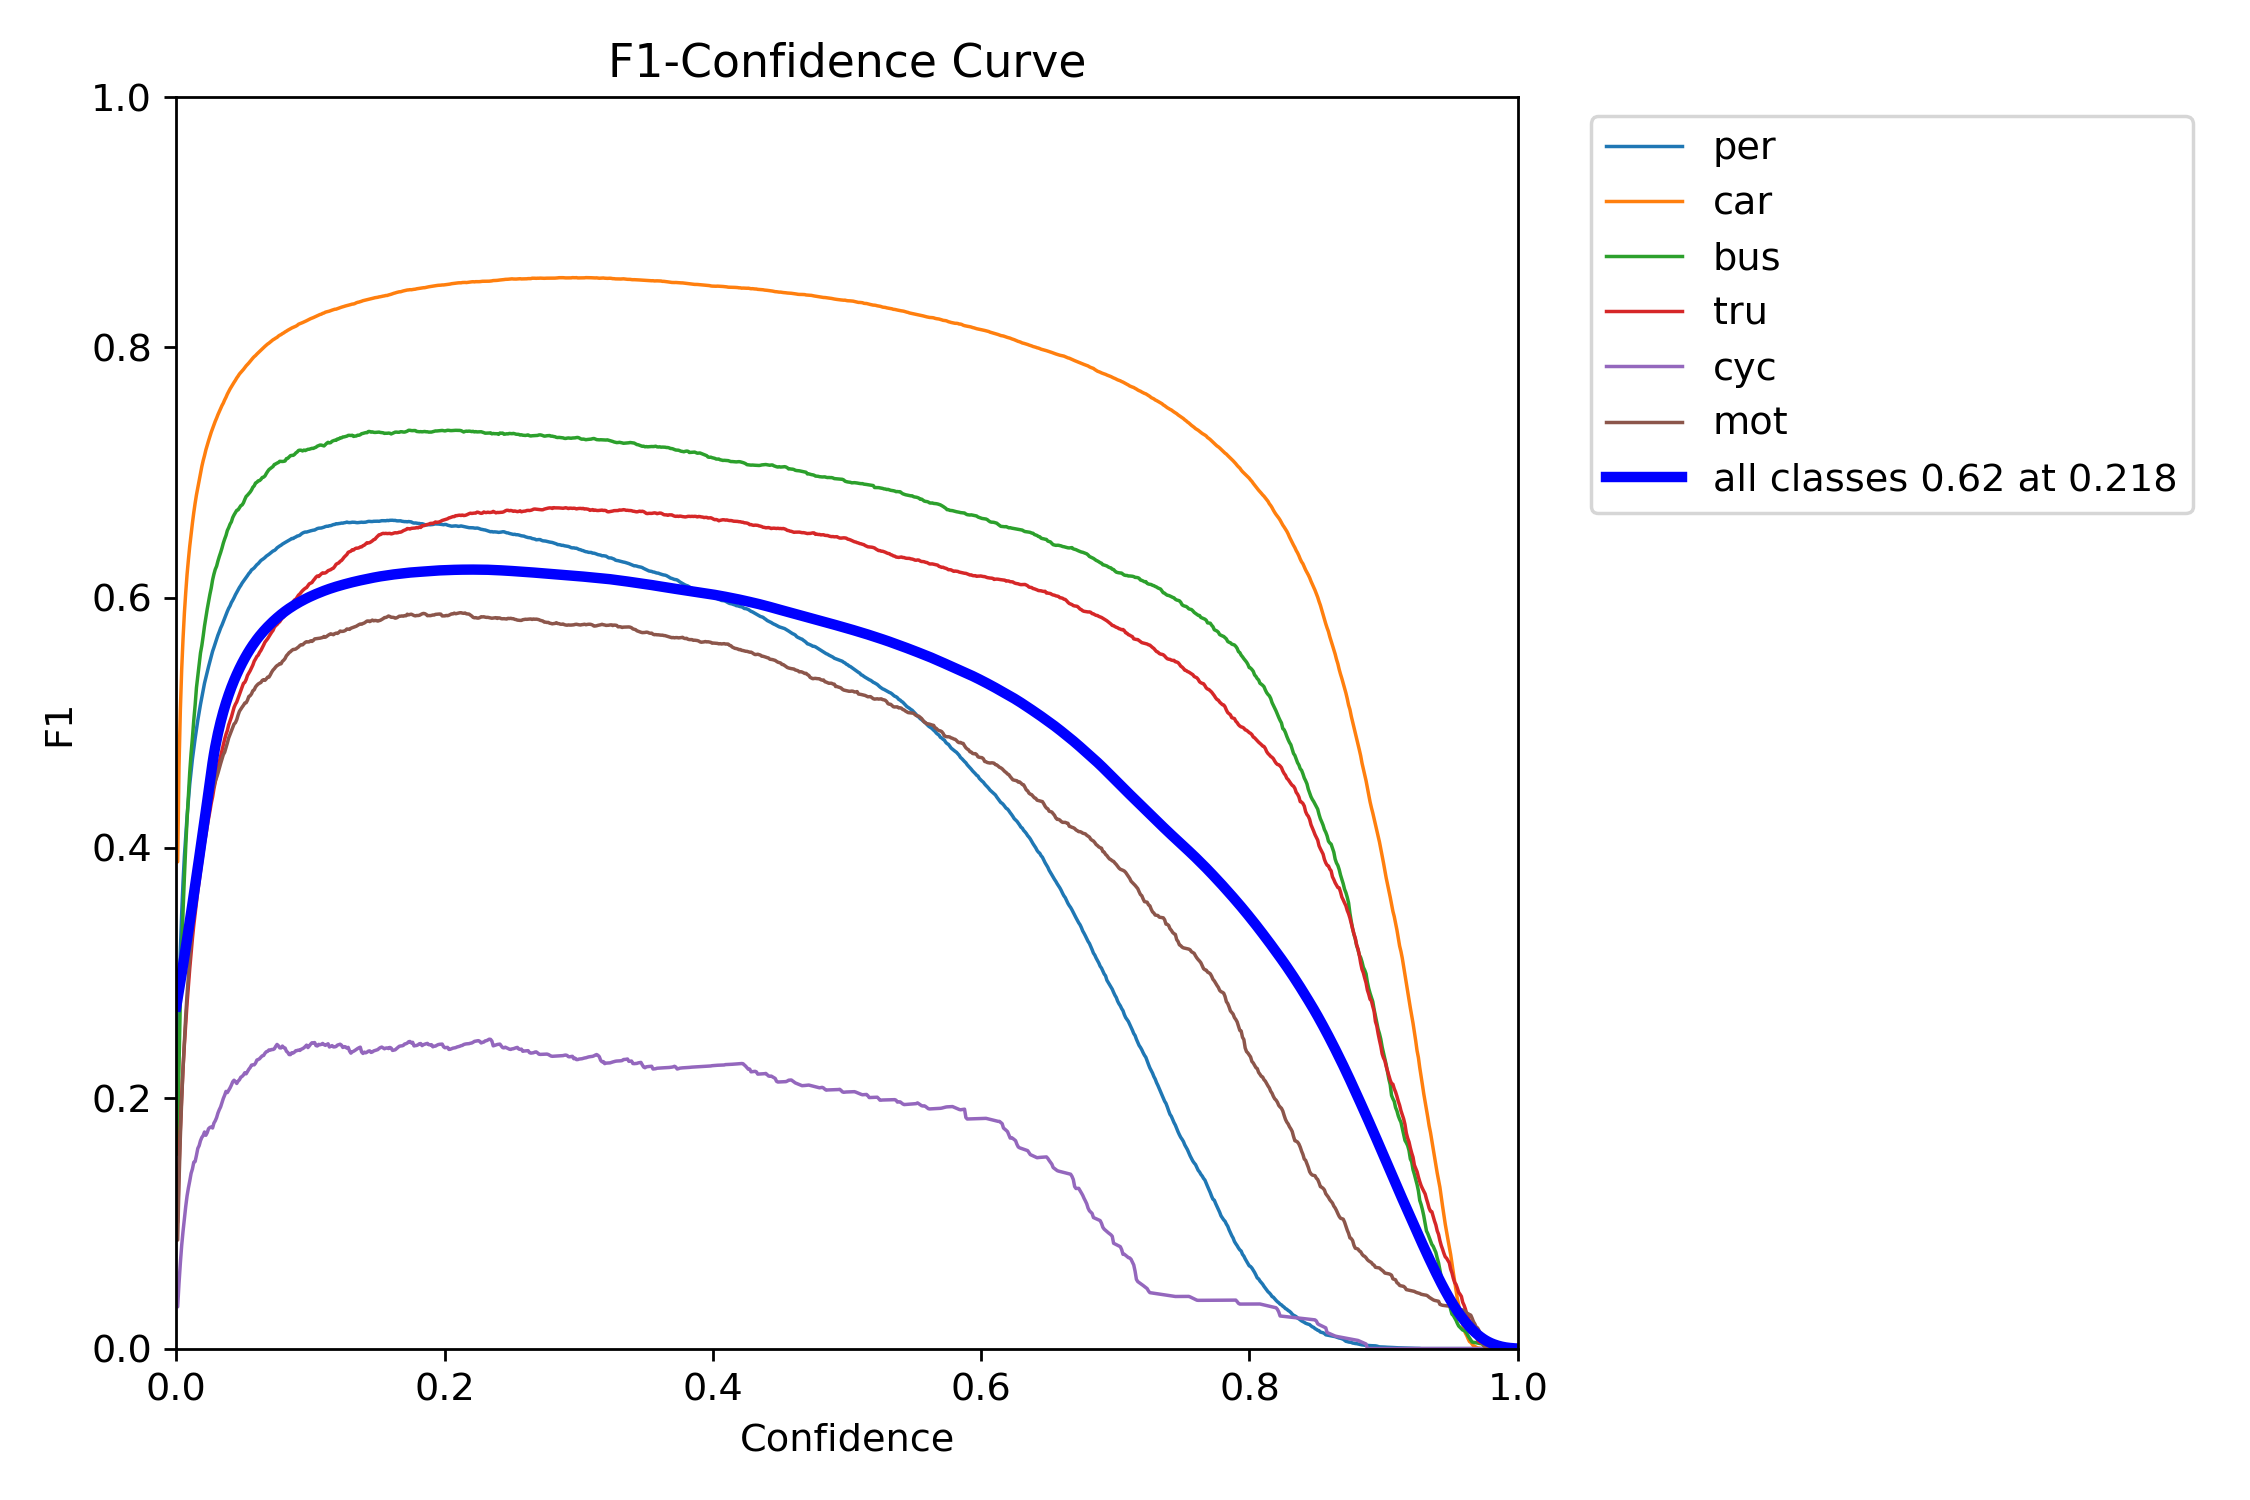 F1-Confidence Curve
1.0
0.8
0.6
0.4
0.2
0.0
F1
0.0 0.2 0.4 0.6 0.8 1.0
Confidence
per
car
bus
tru
cyc
mot
all classes 0.62 at 0.218